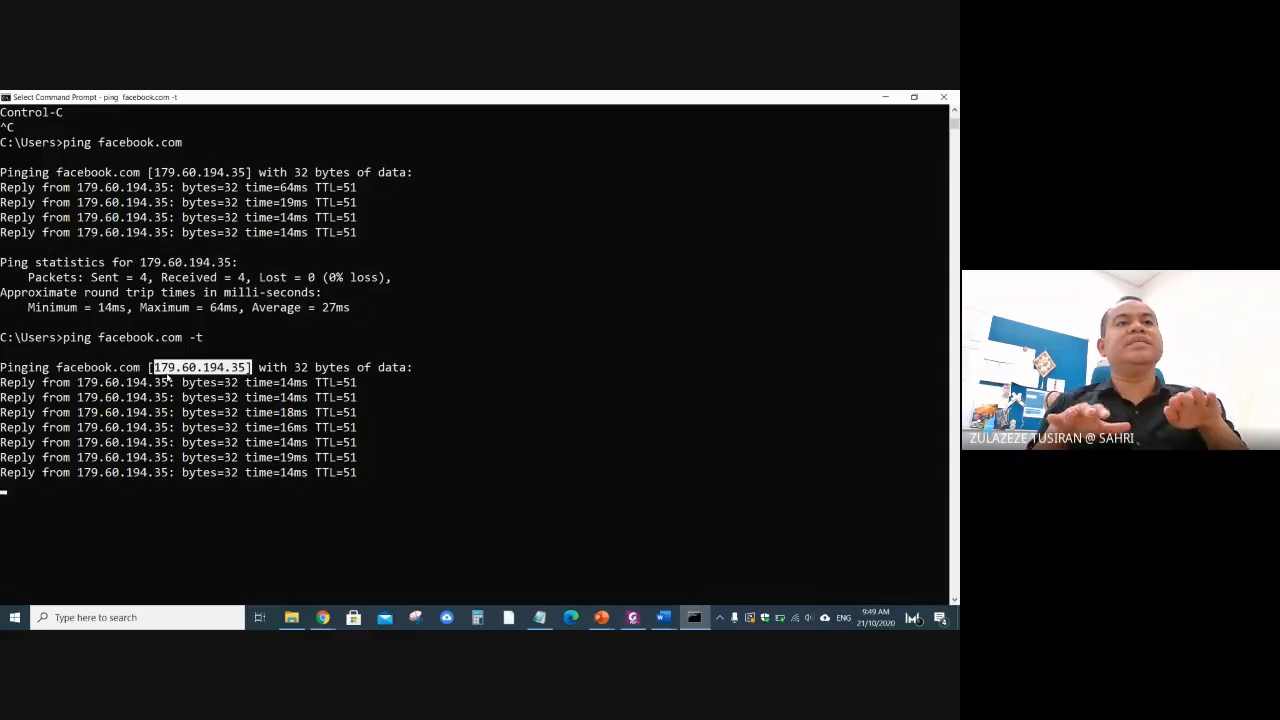 Select Command Prompt - ping facebook.com -t
Control-C
^C
C:\Users>ping facebook.com
Pinging facebook.com [179.60.194.35] with 32 bytes of data:
Reply from 179.60.194.35: bytes=32 time=64ms TTL=51
Reply from 179.60.194.35: bytes=32 time=19ms TTL=51
Reply from 179.60.194.35: bytes=32 time=14ms TTL=51
Reply from 179.60.194.35: bytes=32 time=14ms TTL=51
Ping statistics for 179.60.194.35:
Packets: Sent = 4, Received = 4, Lost = 0 (0% loss),
Approximate round trip times in milli-seconds:
Minimum = 14ms, Maximum = 64ms, Average = 27ms
C:\Users>ping facebook.com -t
Pinging facebook.com [179.60.194.35] with 32 bytes of data:
Reply from 179.60.194.35: bytes=32 time=14ms TTL=51
Reply from 179.60.194.35: bytes=32 time=14ms TTL=51
Reply from 179.60.194.35: bytes=32 time=18ms TTL=51
Reply from 179.60.194.35: bytes=32 time=16ms TTL=51
Reply from 179.60.194.35: bytes=32 time=14ms TTL=51
Reply from 179.60.194.35: bytes=32 time=19ms TTL=51
Reply from 179.60.194.35: bytes=32 time=14ms TTL=51
ZULAZEZE TUSIRAN @ SAHRI
Type here to search
ENG
9:49 AM
21/10/2020